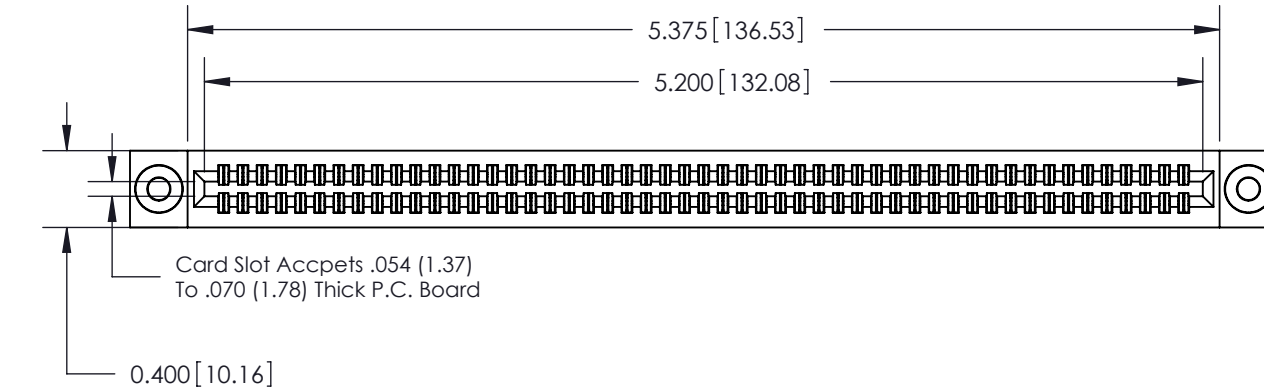 5.375[136.53]
5.200[132.08]
Card Slot Accpets .054 (1.37)
To .070 (1.78) Thick P.C. Board
0.400[10.16]